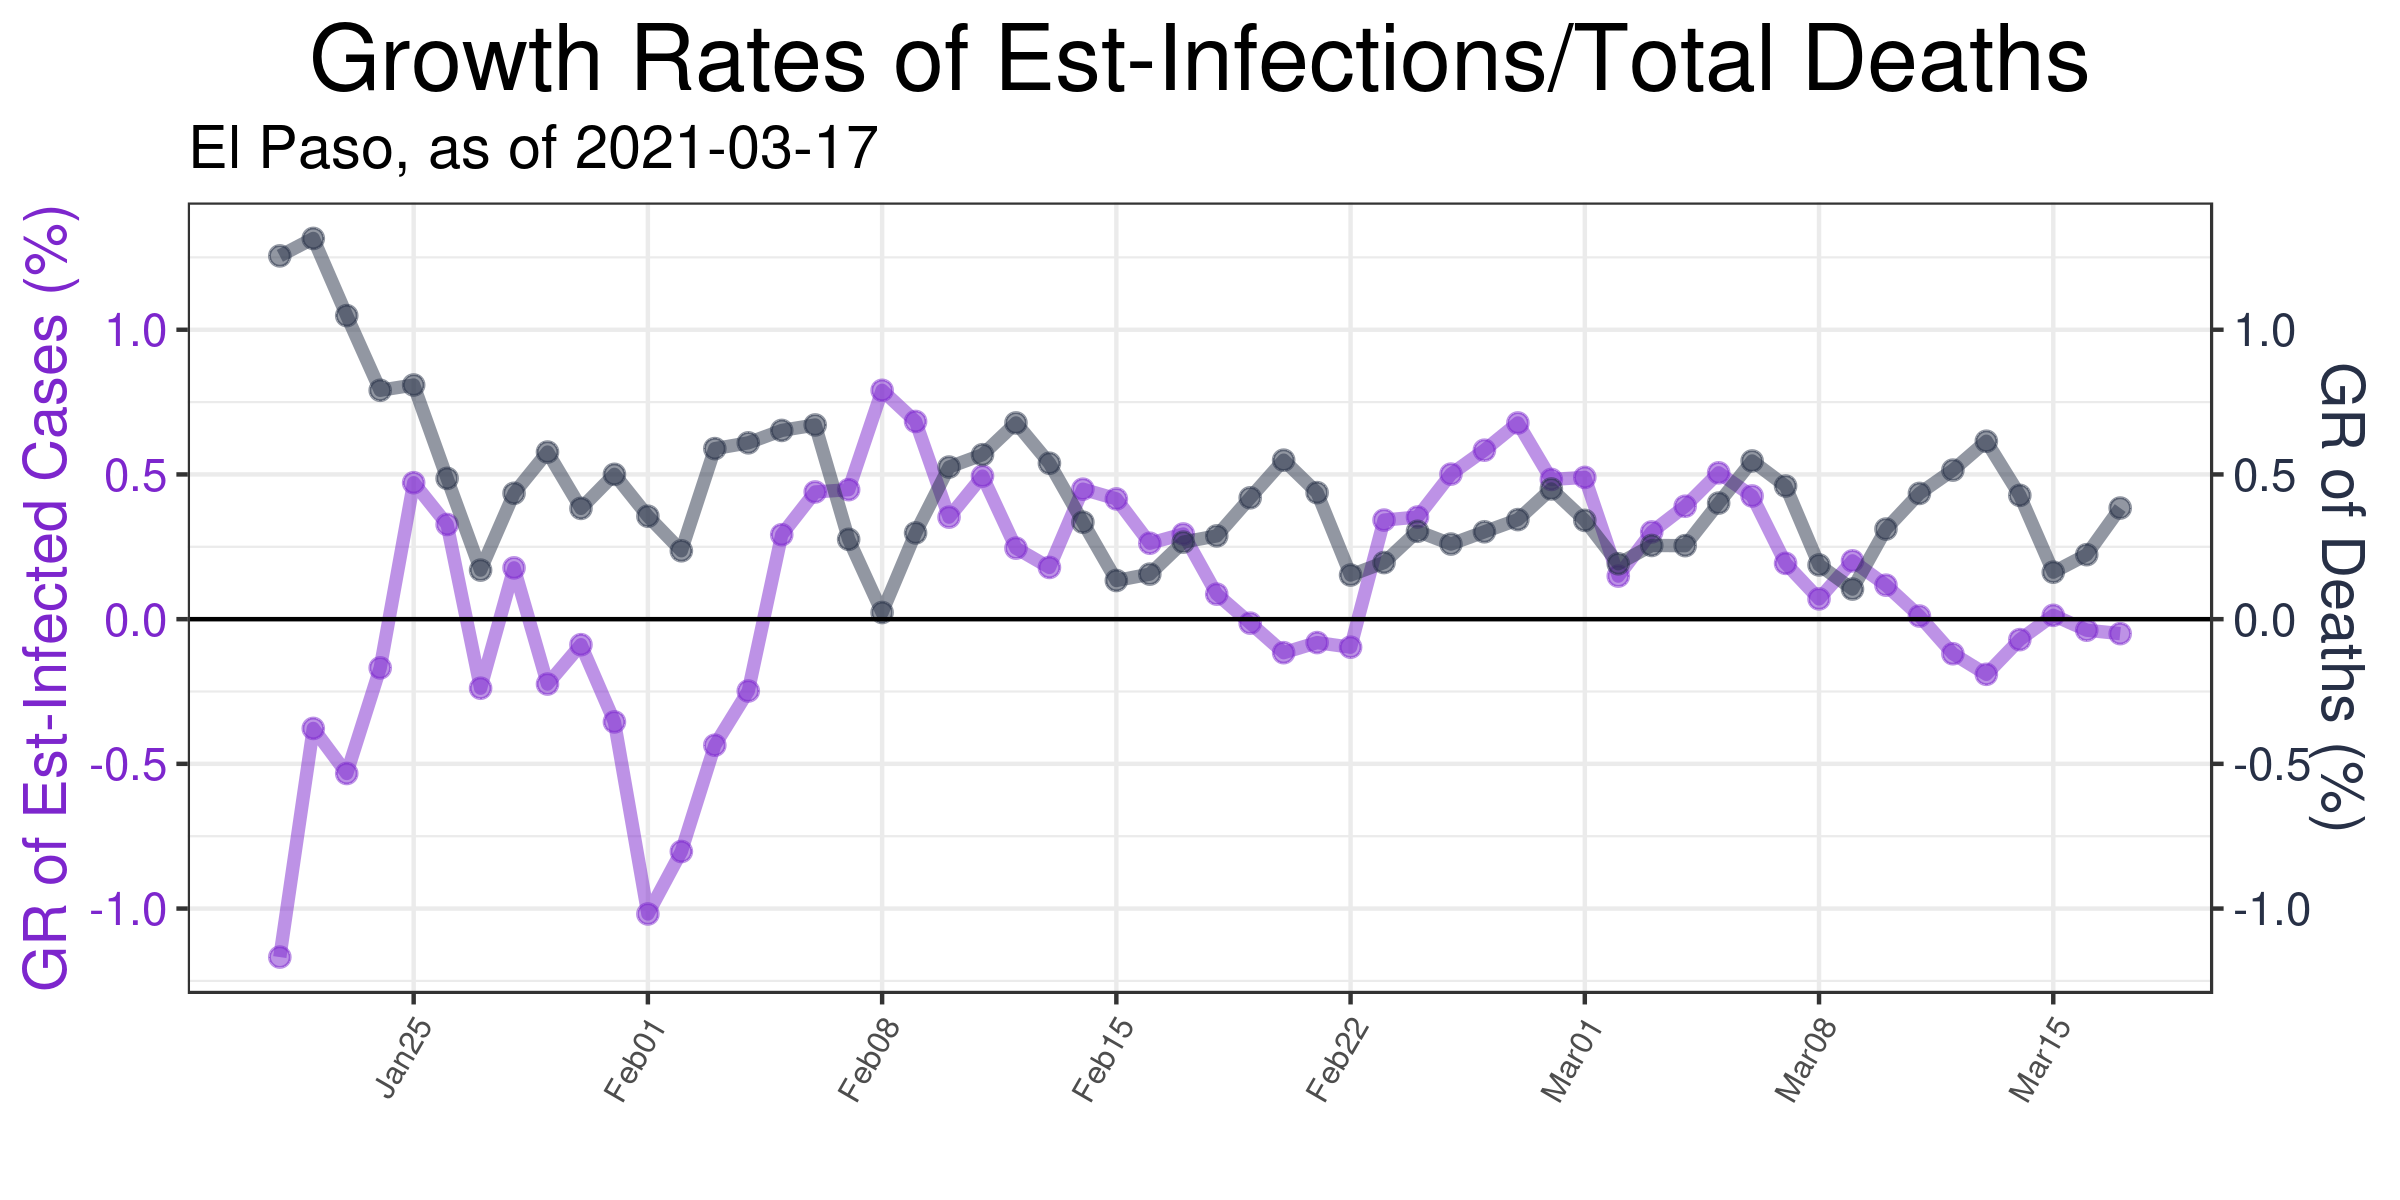 Growth Rates of Est-Infections/Total Deaths
El Paso, as of 2021-03-17
GR of Est-Infected Cases (%)
1.0
0.5
0.0
-0.5
-1.0
1.0
0.5
0.0
-0.5
-1.0
GR of Deaths (%)
Jan25
Feb01
Feb08
Feb15
Feb22
Mar01
Mar08
Mar15